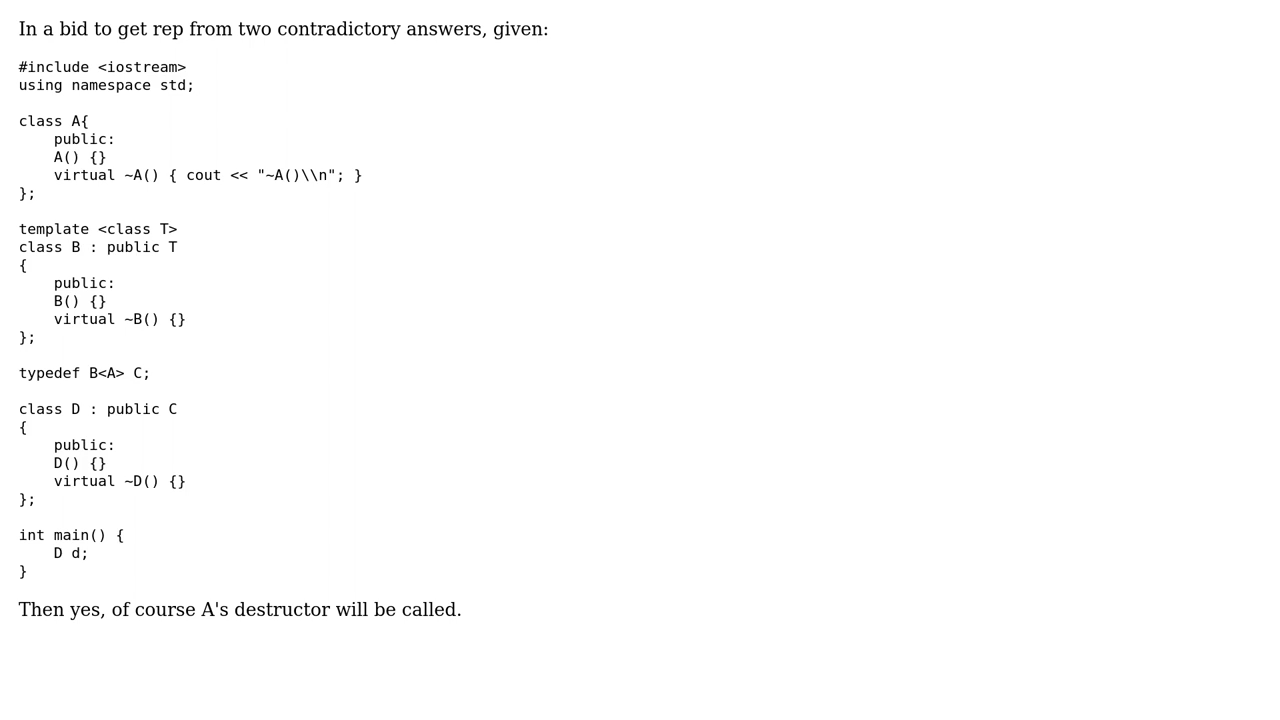 In a bid to get rep from two contradictory answers, given:
#include <iostream>
using namespace std;
class A{
    public:
    A() {}
    virtual ~A() { cout << "~A()\\n"; }
};
template <class T>
class B : public T
{
    public:
    B() {}
    virtual ~B() {}
};
typedef B<A> C;
class D : public C
{
    public:
    D() {}
    virtual ~D() {}
};
int main() {
    D d;
}
Then yes, of course A's destructor will be called.